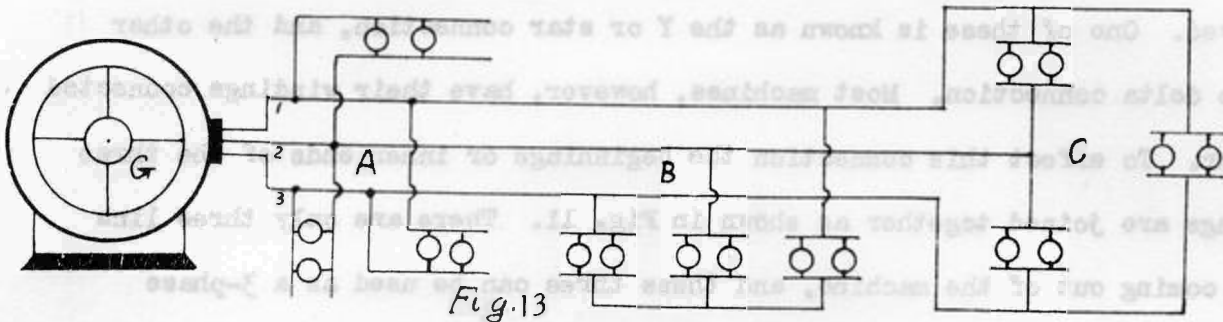 ed. One of these is known as the Y or star connection, and the other
delta connection. Most machines, however, have their windings connected
To effect this connection the beginnings or inner ends of the three
gs are joined together as shown in Fig. 11. There are only three line
coming out of the machine, and these three can be used as a 3-phase
G
1
2
3
A
B
C
Fig.13